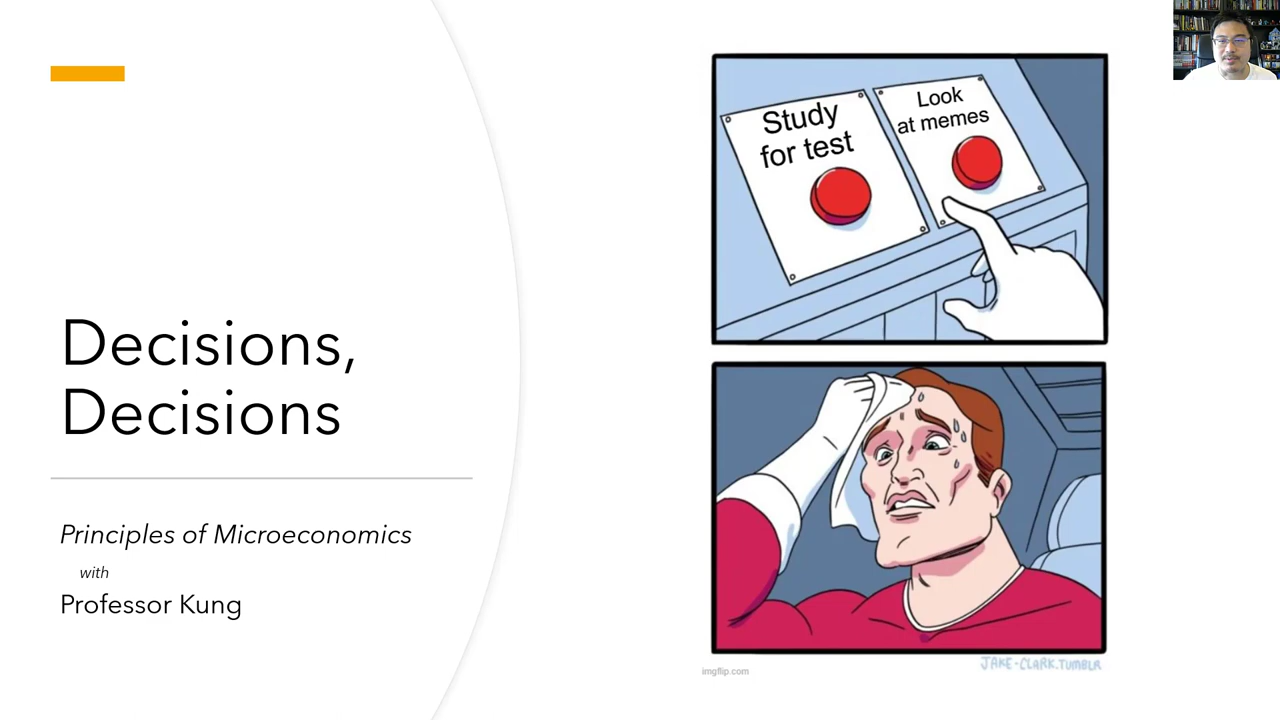 Decisions,
Decisions
Principles of Microeconomics
with
Professor Kung
Study
for test
Look
at memes
imgflip.com
JAKE-CLARK.TUMBLR